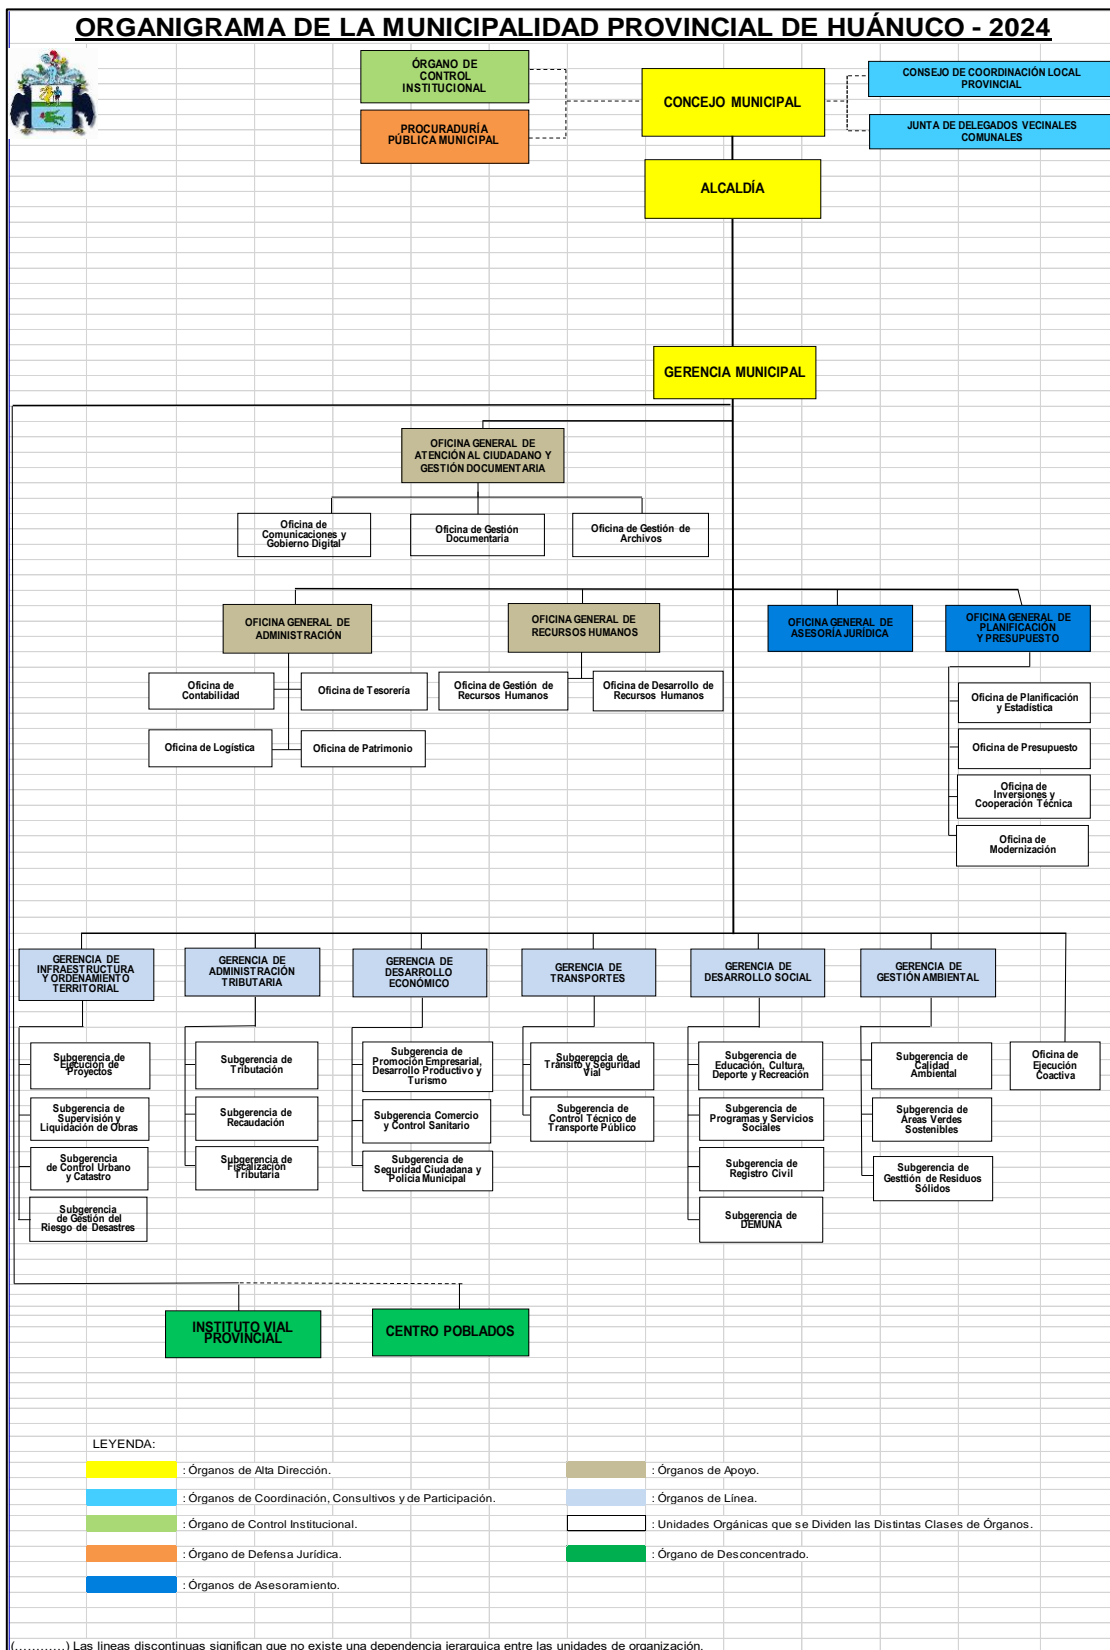 ORGANIGRAMA DE LA MUNICIPALIDAD PROVINCIAL DE HUÁNUCO - 2024
ÓRGANO DE
CONTROL
INSTITUCIONAL
PROCURADURÍA
PÚBLICA MUNICIPAL
CONCEJO MUNICIPAL
CONSEJO DE COORDINACIÓN LOCAL
PROVINCIAL
JUNTA DE DELEGADOS VECINALES
COMUNALES
ALCALDÍA
GERENCIA MUNICIPAL
OFICINA GENERAL DE
ATENCIÓN AL CIUDADANO Y
GESTIÓN DOCUMENTARIA
Oficina de
Comunicaciones y
Gobierno Digital
Oficina de Gestión
Documentaria
Oficina de Gestión de
Archivos
OFICINA GENERAL DE
ADMINISTRACIÓN
OFICINA GENERAL DE
RECURSOS HUMANOS
OFICINA GENERAL DE
ASESORÍA JURÍDICA
OFICINA GENERAL DE
PLANIFICACIÓN
Y PRESUPUESTO
Oficina de
Contabilidad
Oficina de Tesorería
Oficina de Logística
Oficina de Patrimonio
Oficina de Gestión de
Recursos Humanos
Oficina de Desarrollo de
Recursos Humanos
Oficina de Planificación
y Estadística
Oficina de Presupuesto
Oficina de
Inversiones y
Cooperación Técnica
Oficina de
Modernización
GERENCIA DE
INFRAESTRUCTURA
Y ORDENAMIENTO
TERRITORIAL
GERENCIA DE
ADMINISTRACIÓN
TRIBUTARIA
GERENCIA DE
DESARROLLO
ECONÓMICO
GERENCIA DE
TRANSPORTES
GERENCIA DE
DESARROLLO SOCIAL
GERENCIA DE
GESTIÓN AMBIENTAL
Subgerencia de
Ejecución de
Proyectos
Subgerencia de
Supervisión y
Liquidación de Obras
Subgerencia
de Control Urbano
y Catastro
Subgerencia
de Gestión del
Riesgo de Desastres
Subgerencia de
Tributación
Subgerencia de
Recaudación
Subgerencia de
Fiscalización
Tributaria
Subgerencia de
Promoción Empresarial,
Desarrollo Productivo y
Turismo
Subgerencia Comercio
y Control Sanitario
Subgerencia de
Seguridad Ciudadana y
Policía Municipal
Subgerencia de
Tránsito y Seguridad
Vial
Subgerencia de
Control Técnico de
Transporte Público
Subgerencia de
Educación, Cultura,
Deporte y Recreación
Subgerencia de
Programas y Servicios
Sociales
Subgerencia de
Registro Civil
Subgerencia de
DEMUNA
Subgerencia de
Calidad
Ambiental
Subgerencia de
Áreas Verdes
Sostenibles
Subgerencia de
Gesttión de Residuos
Sólidos
Oficina de
Ejecución
Coactiva
INSTITUTO VIAL
PROVINCIAL
CENTRO POBLADOS
LEYENDA:
: Órganos de Alta Dirección.
: Órganos de Coordinación, Consultivos y de Participación.
: Órgano de Control Institucional.
: Órgano de Defensa Jurídica.
: Órganos de Asesoramiento.
: Órganos de Apoyo.
: Órganos de Línea.
: Unidades Orgánicas que se Dividen las Distintas Clases de Órganos.
: Órgano de Desconcentrado.
(............) Las lineas discontinuas significan que no existe una dependencia jerarquica entre las unidades de organización.